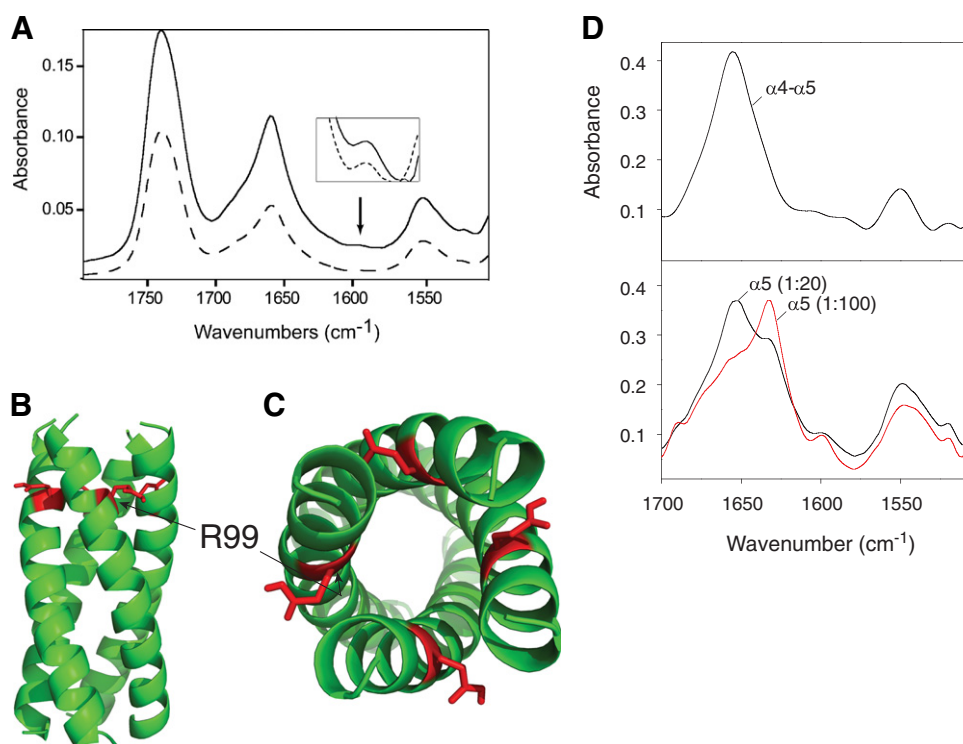 A
0.15
0.10
0.05
Absorbance
1750 1700 1650 1600 1550
Wavenumbers (cm-1)
B
C
R99
D
0.4
0.3
0.2
0.1
Absorbance
α4-α5
0.4
0.3
0.2
0.1
α5 (1:20)
α5 (1:100)
1700 1650 1600 1550
Wavenumber (cm-1)